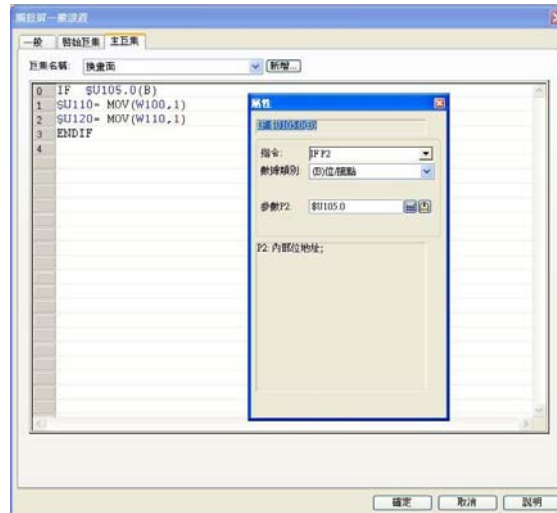 觸控屏一般設置
一般 啟始巨集 主巨集
巨集名稱: 換畫面 新增...
0 IF $U105.0(B)
1 $U110= MOV(W100,1)
2 $U120= MOV(W110,1)
3 ENDIF
4
屬性
IF $U105.0(B)
指令: IF P2
數據類別: (B)位/接點
參數P2: $U105.0
P2: 內部位地址;
確定 取消 說明